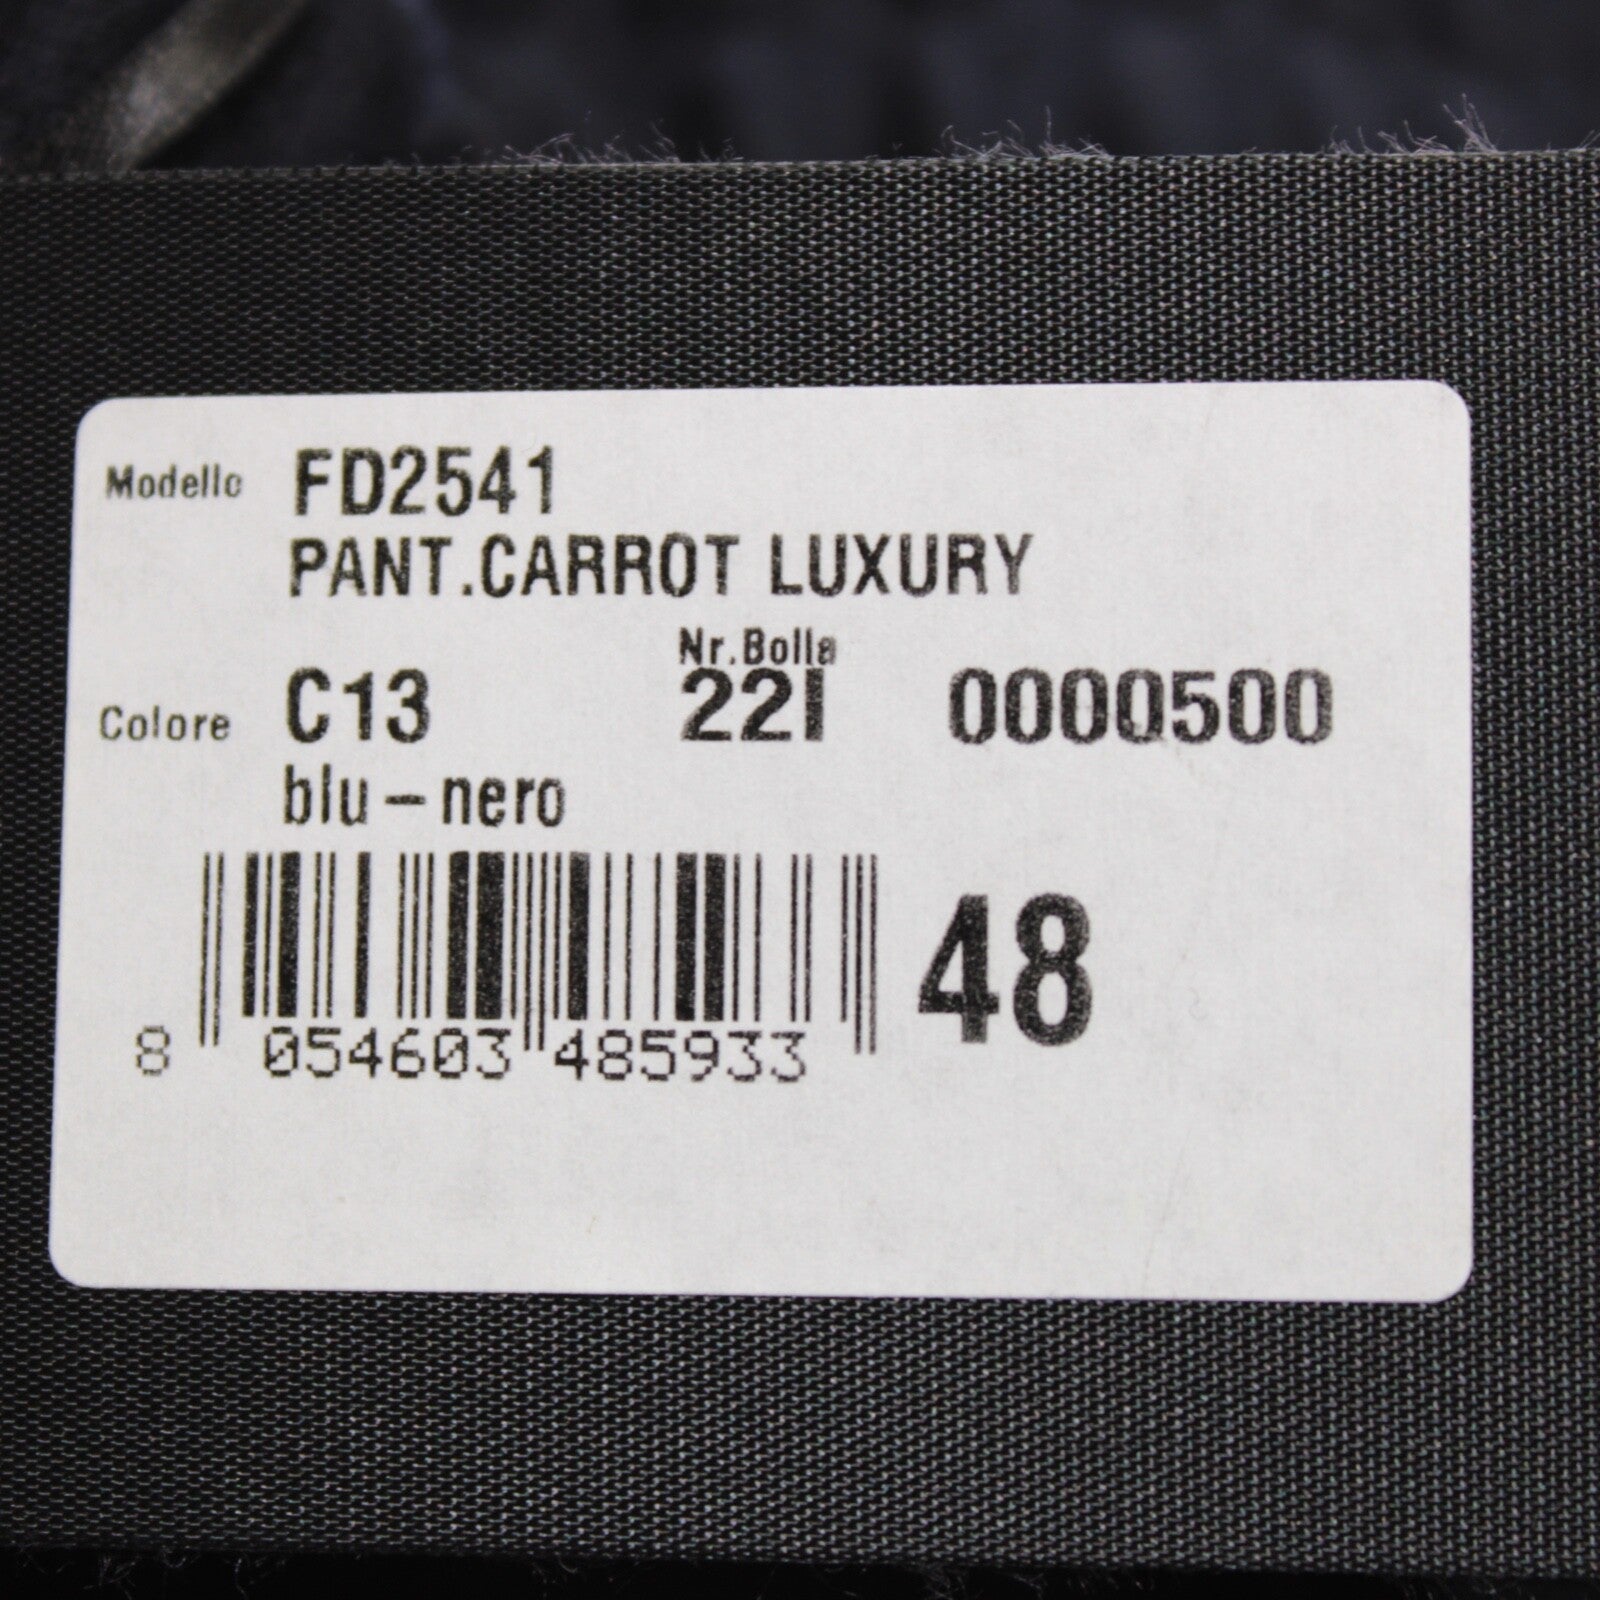 Modello FD2541
PANT.CARROT LUXURY
Nr.Bolla
Colore C13 22I 0000500
blu-nero
48
8 054603 485933